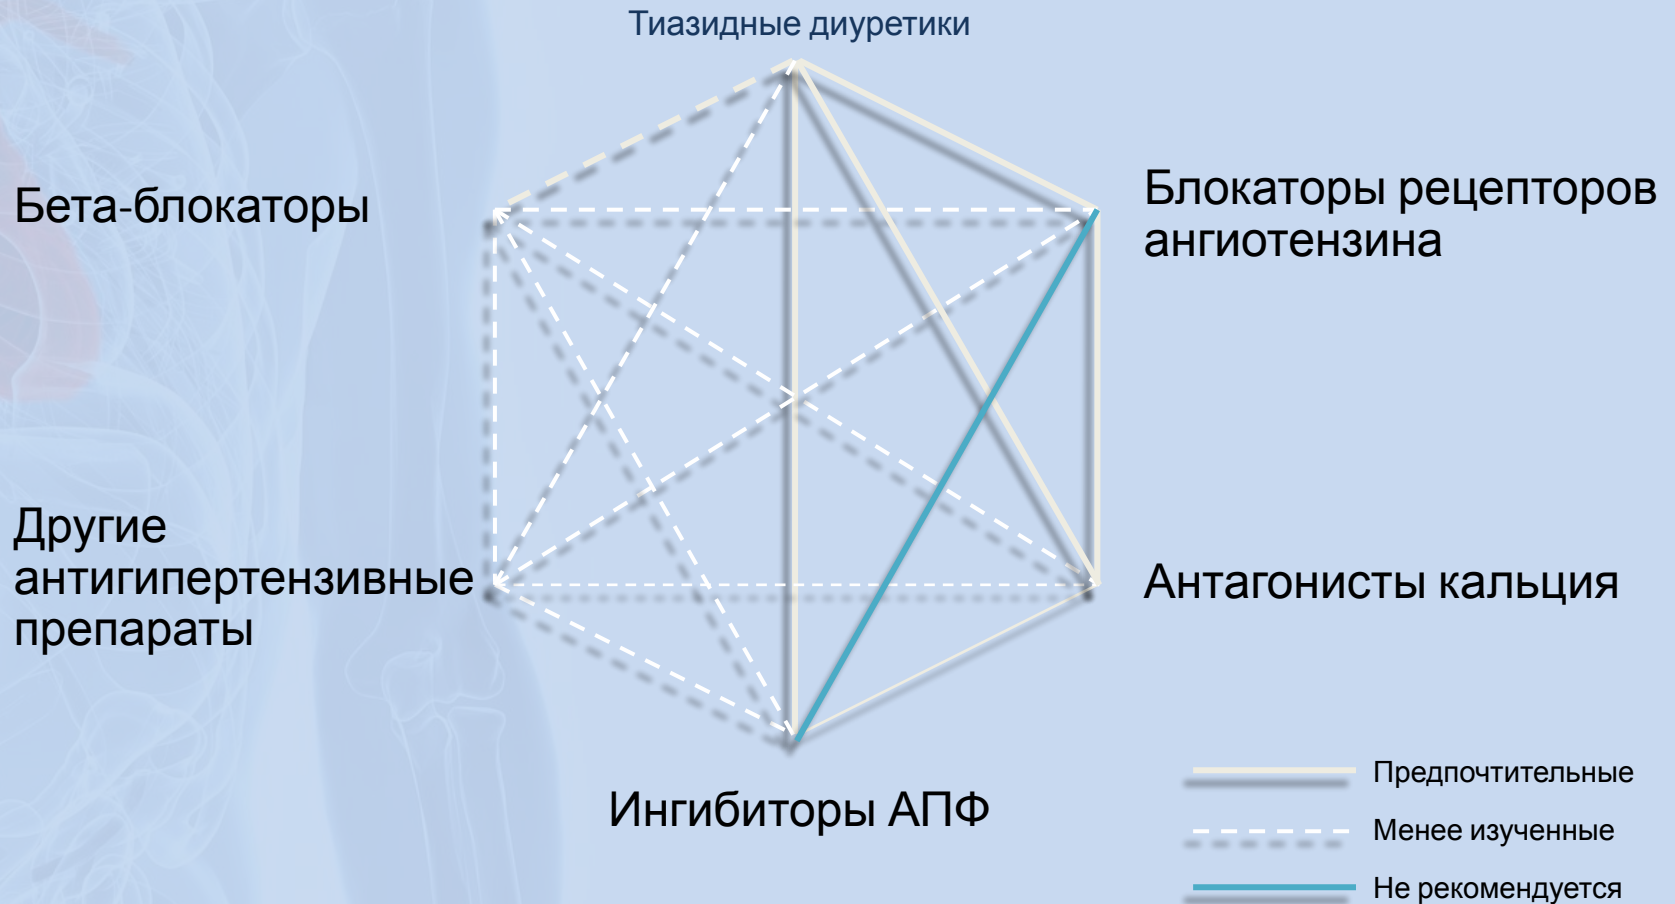 Тиазидные диуретики
Бета-блокаторы
Блокаторы рецепторов
ангиотензина
Другие
антигипертензивные
препараты
Антагонисты кальция
Ингибиторы АПФ
Предпочтительные
Менее изученные
Не рекомендуется